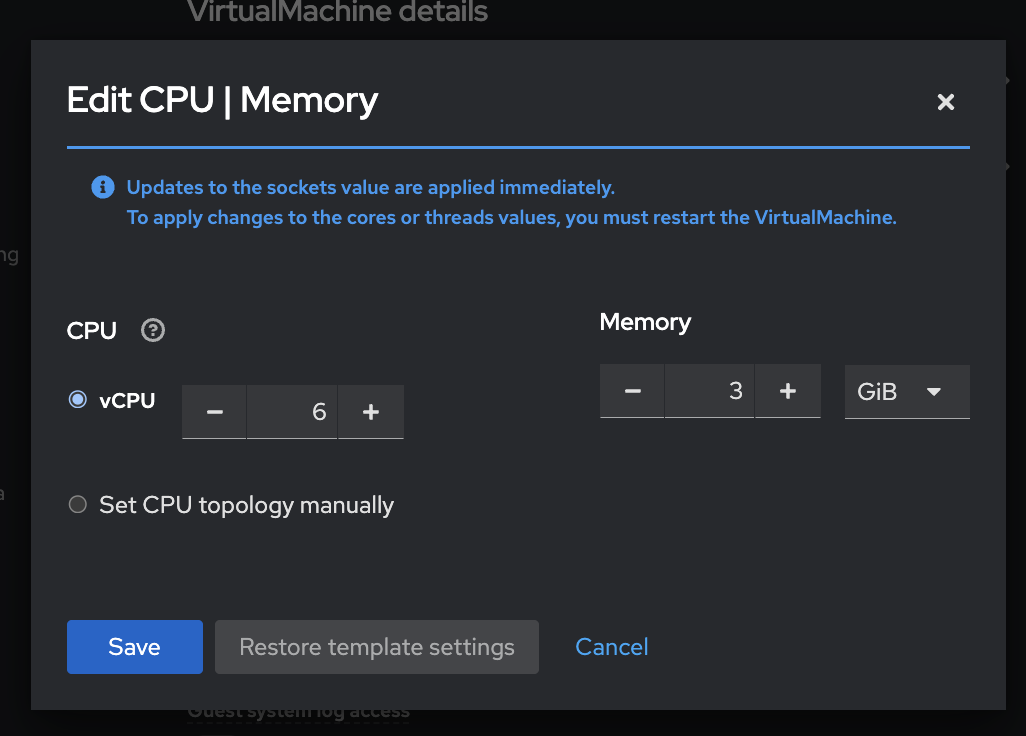 VirtualMachine details
Edit CPU | Memory
Updates to the sockets value are applied immediately.
To apply changes to the cores or threads values, you must restart the VirtualMachine.
CPU
Memory
vCPU
6
3
GiB
Set CPU topology manually
Save
Restore template settings
Cancel
Guest system log access